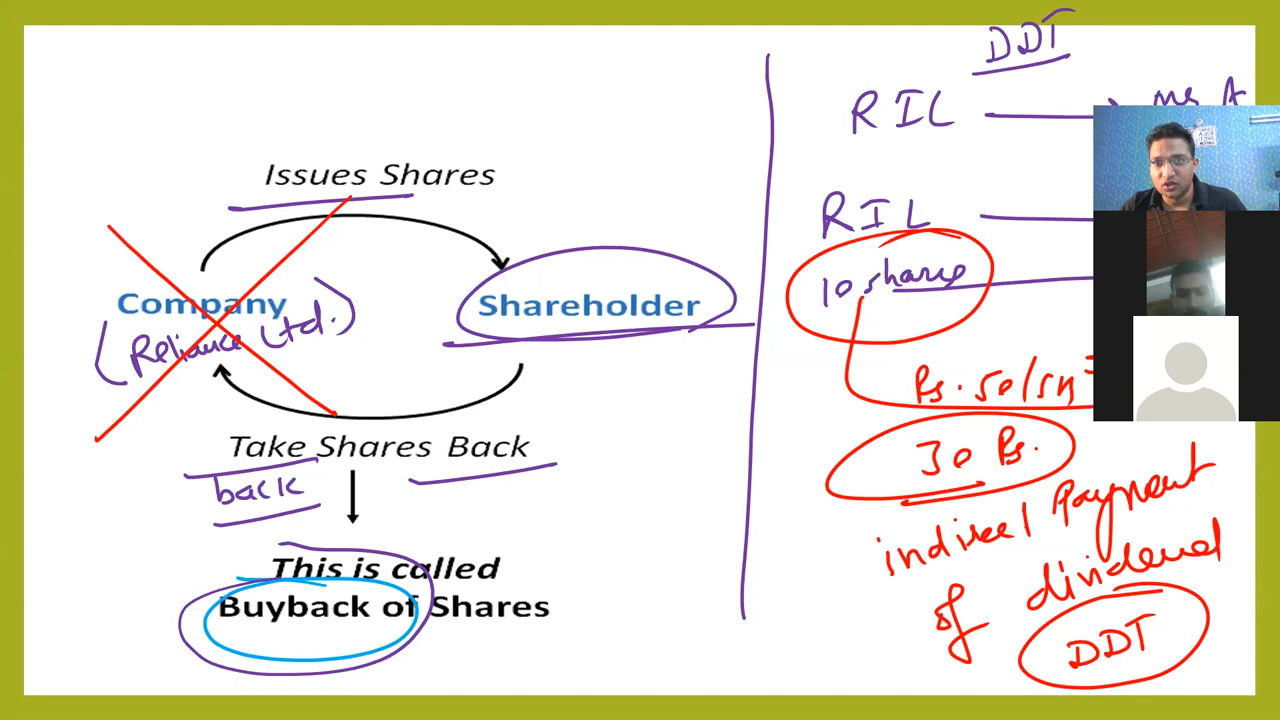 Issues Shares
Company
(Reliance Ltd.)
Shareholder
Take Shares Back
back
This is called
Buyback of Shares
DDT
RIL
RIL
10 shares
Rs. 50/
30 Rs.
indirect Payment
of dividend
DDT